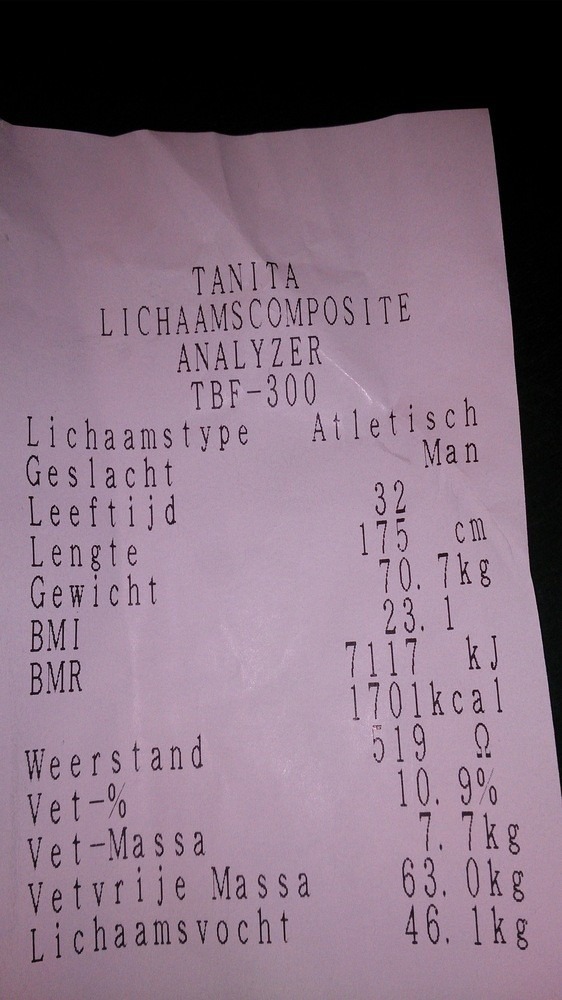 TANITA
LICHAAMSCOMPOSITE
ANALYZER
TBF-300
Lichaamstype Atletisch
Geslacht Man
Leeftijd 32
Lengte 175 cm
Gewicht 70.7kg
BMI 23.1
BMR 7117 kJ
1701kcal
Weerstand 519 Ω
Vet-% 10.9%
Vet-Massa 7.7kg
Vetvrije Massa 63.0kg
Lichaamsvocht 46.1kg